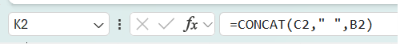 K2 fx =CONCAT(C2," ",B2)